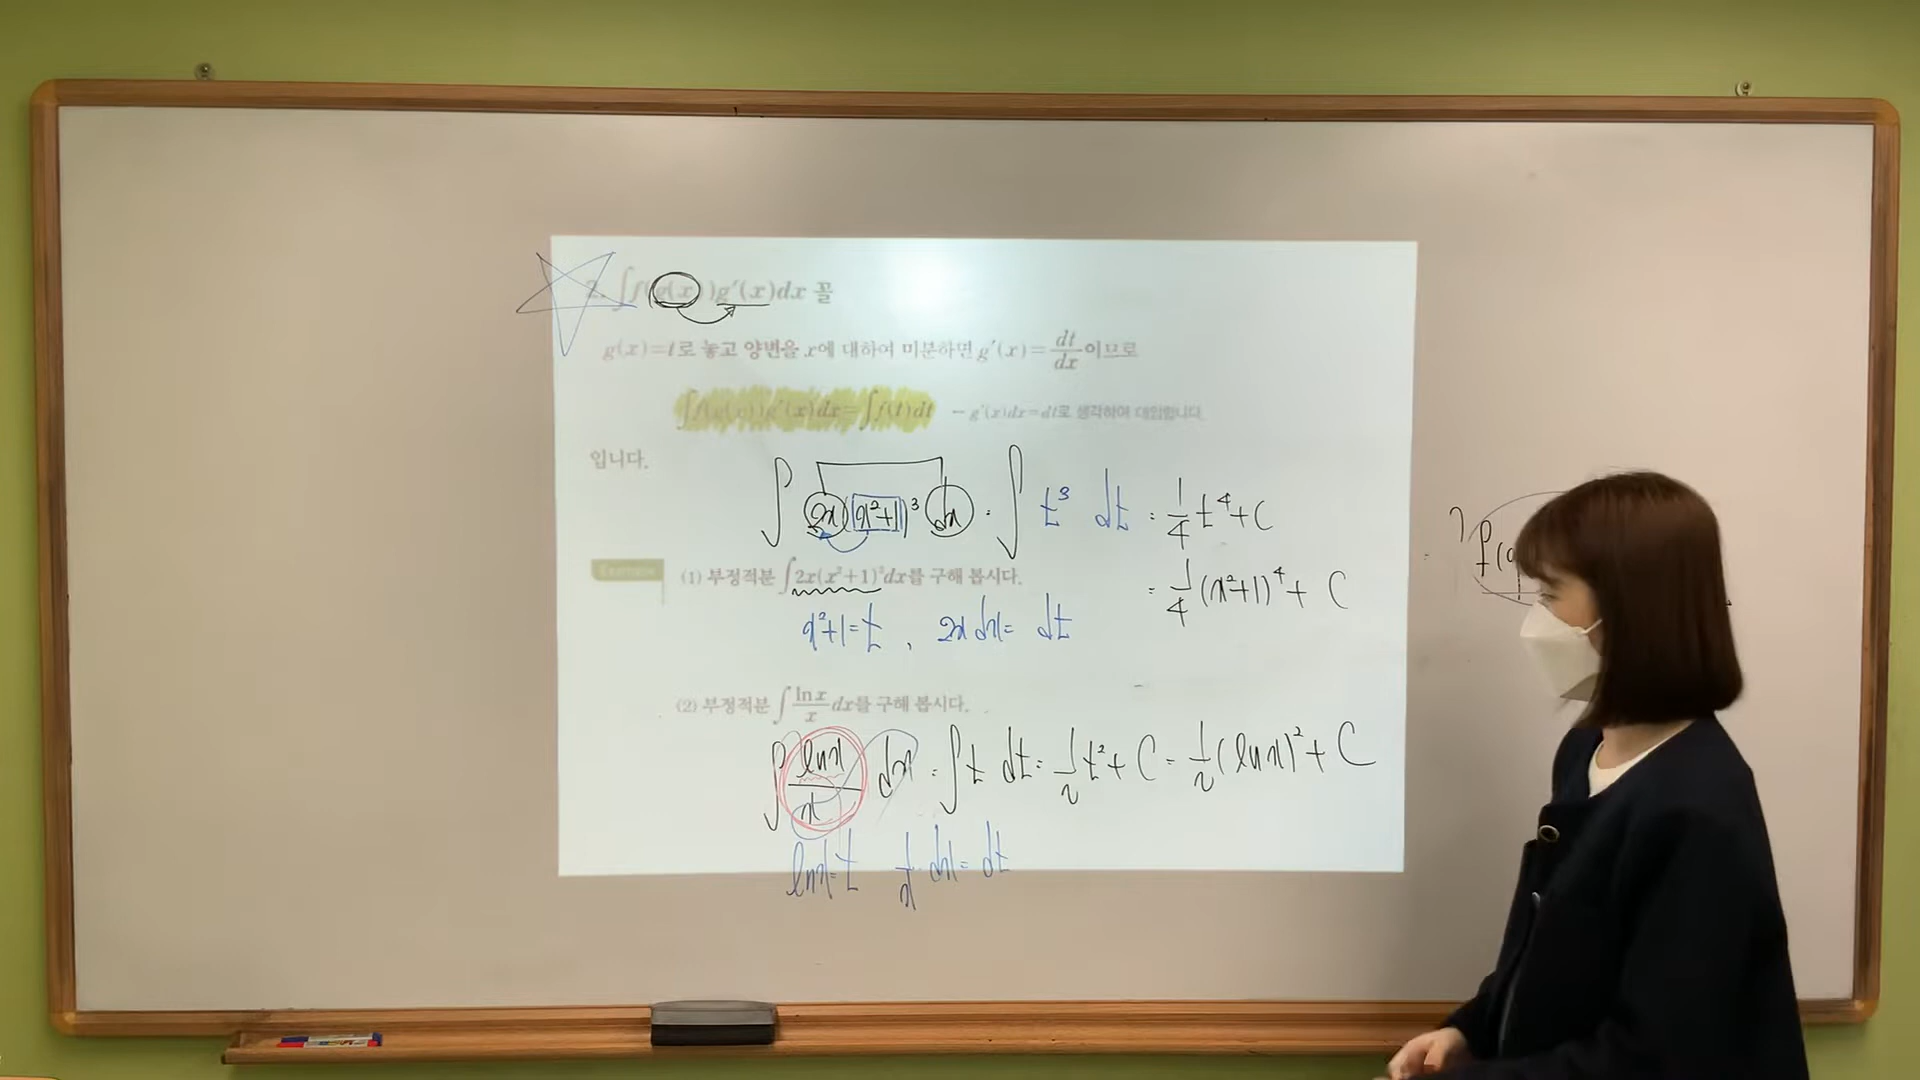 2. ∫f(g(x))g′(x)dx 꼴
g(x)=t로 놓고 양변을 x에 대하여 미분하면 g′(x)=dt/dx이므로
∫f(g(x))g′(x)dx=∫f(t)dt ←g′(x)dx=dt로 생각하여 대입합니다.
입니다.
∫ 2x(x²+1)³ dx = ∫ t³ dt = 1/4 t⁴+C
= 1/4 (x²+1)⁴ + C
Example (1) 부정적분 ∫2x(x²+1)³dx를 구해 봅시다.
x²+1=t , 2x dx= dt
(2) 부정적분 ∫ln x/x dx를 구해 봅시다.
∫ lnx/x dx = ∫t dt = 1/2 t² + C = 1/2 (lnx)² + C
lnx=t 1/x dx= dt